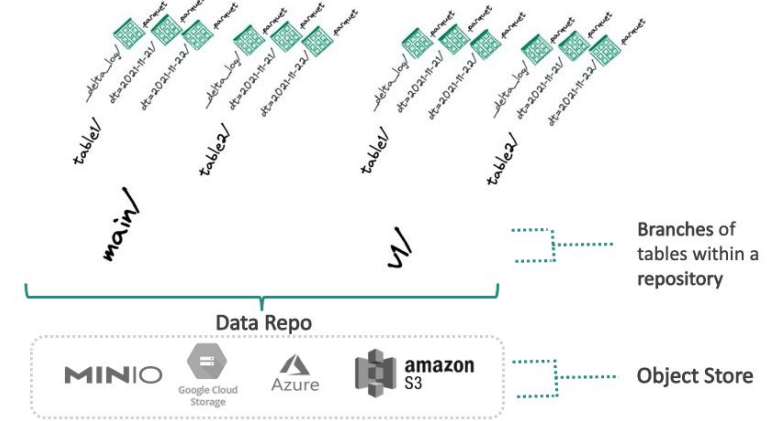 parquet
parquet
parquet
_delta_log/
dt=2021-11-21/
dt=2021-11-22/
table1/
parquet
parquet
parquet
_delta_log/
dt=2021-11-21/
dt=2021-11-22/
table2/
main/
parquet
parquet
parquet
_delta_log/
dt=2021-11-21/
dt=2021-11-22/
table1/
parquet
parquet
parquet
_delta_log/
dt=2021-11-21/
dt=2021-11-22/
table2/
v1/
Branches of
tables within a
repository
Data Repo
MINIO
Google Cloud
Storage
Azure
amazon
S3
Object Store